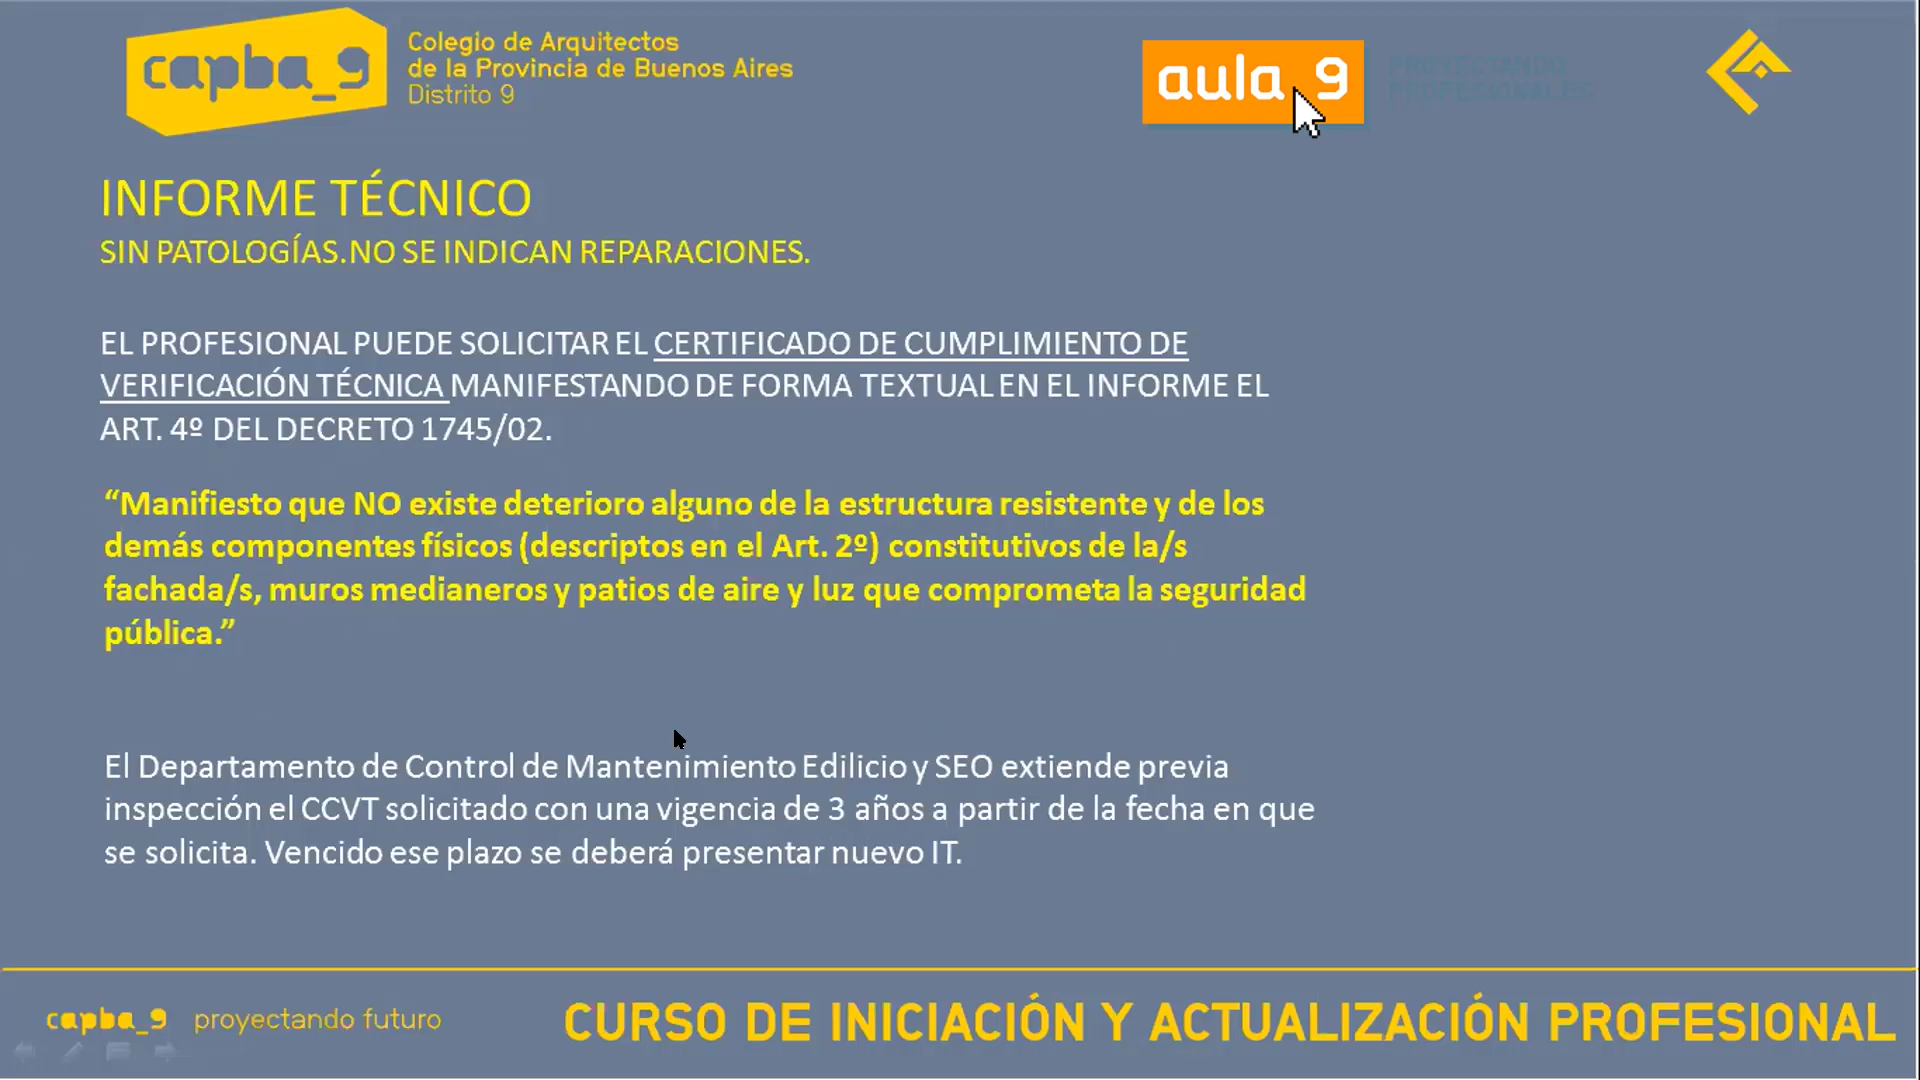 capba_9
Colegio de Arquitectos
de la Provincia de Buenos Aires
Distrito 9
aula_9
PROYECTANDO
PROFESIONALES
INFORME TÉCNICO
SIN PATOLOGÍAS.NO SE INDICAN REPARACIONES.
EL PROFESIONAL PUEDE SOLICITAR EL CERTIFICADO DE CUMPLIMIENTO DE
VERIFICACIÓN TÉCNICA MANIFESTANDO DE FORMA TEXTUAL EN EL INFORME EL
ART. 4º DEL DECRETO 1745/02.
“Manifiesto que NO existe deterioro alguno de la estructura resistente y de los
demás componentes físicos (descriptos en el Art. 2º) constitutivos de la/s
fachada/s, muros medianeros y patios de aire y luz que comprometa la seguridad
pública.”
El Departamento de Control de Mantenimiento Edilicio y SEO extiende previa
inspección el CCVT solicitado con una vigencia de 3 años a partir de la fecha en que
se solicita. Vencido ese plazo se deberá presentar nuevo IT.
capba_9 proyectando futuro
CURSO DE INICIACIÓN Y ACTUALIZACIÓN PROFESIONAL